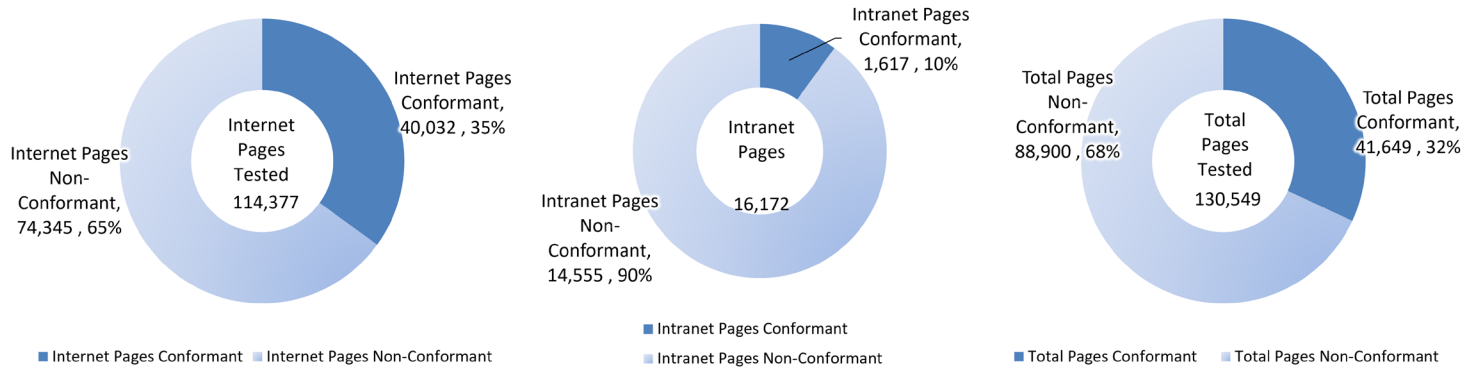 Internet Pages
Conformant,
40,032 , 35%
Internet
Pages
Tested
114,377
Internet Pages
Non-
Conformant,
74,345 , 65%
Internet Pages Conformant
Internet Pages Non-Conformant
Intranet Pages
Conformant,
1,617 , 10%
Intranet
Pages
16,172
Intranet Pages
Non-
Conformant,
14,555 , 90%
Intranet Pages Conformant
Intranet Pages Non-Conformant
Total Pages
Non-
Conformant,
88,900 , 68%
Total
Pages
Tested
130,549
Total Pages
Conformant,
41,649 , 32%
Total Pages Conformant
Total Pages Non-Conformant